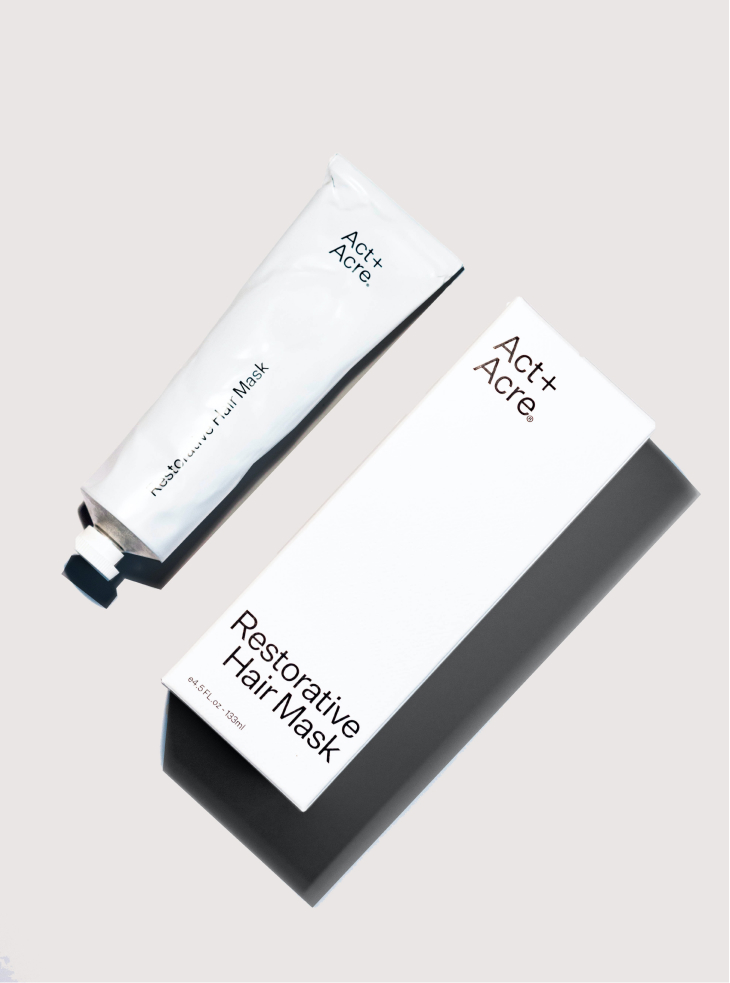 Act+
Acre®
Restorative Hair Mask
Act+
Acre®
Restorative
Hair Mask
e4.5 FL.oz - 133ml